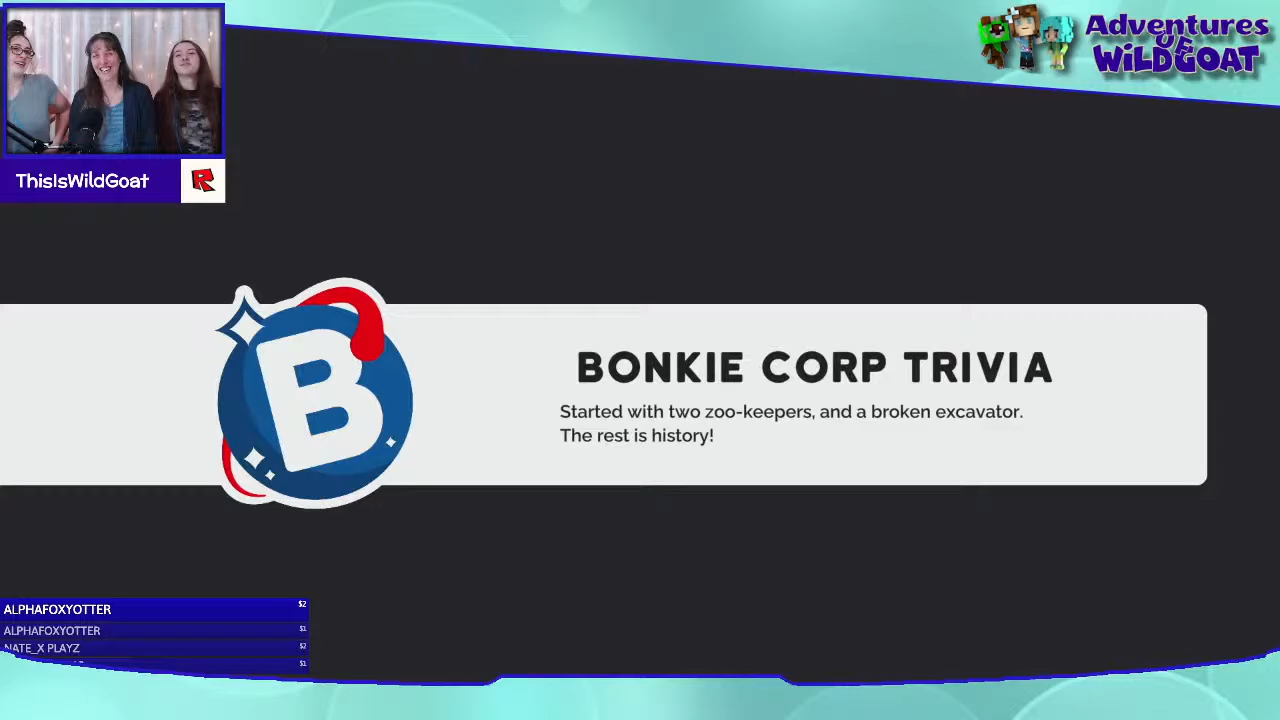 Adventures
OF
WiLDGOAT
ThisIsWildGoat
B
BONKIE CORP TRIVIA
Started with two zoo-keepers, and a broken excavator.
The rest is history!
ALPHAFOXYOTTER $2
ALPHAFOXYOTTER $1
NATE_X PLAYZ $2
$1